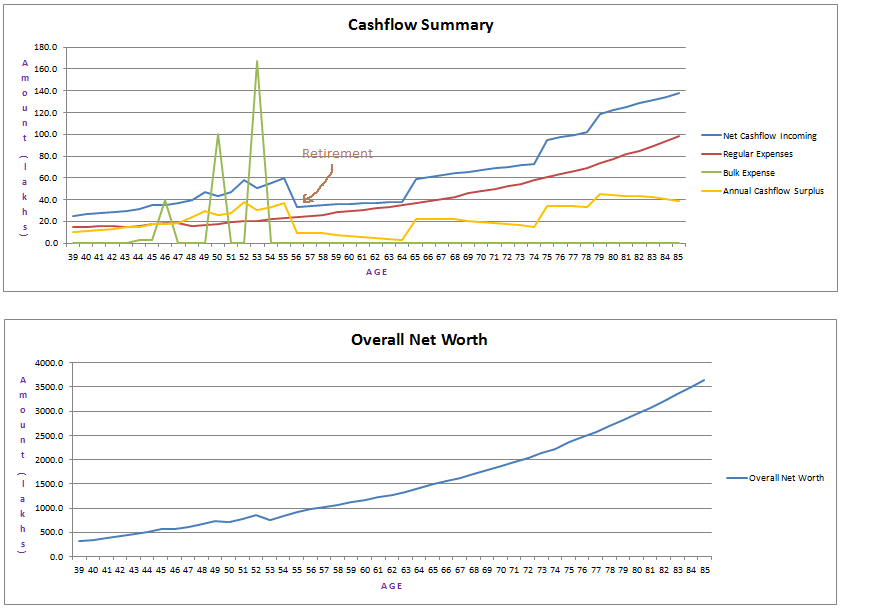 Cashflow Summary
180.0
160.0
140.0
120.0
100.0
80.0
60.0
40.0
20.0
0.0
Amount (lakhs)
Retirement
39 40 41 42 43 44 45 46 47 48 49 50 51 52 53 54 55 56 57 58 59 60 61 62 63 64 65 66 67 68 69 70 71 72 73 74 75 76 77 78 79 80 81 82 83 84 85
AGE
Net Cashflow Incoming
Regular Expenses
Bulk Expense
Annual Cashflow Surplus
Overall Net Worth
4000.0
3500.0
3000.0
2500.0
2000.0
1500.0
1000.0
500.0
0.0
Amount (lakhs)
39 40 41 42 43 44 45 46 47 48 49 50 51 52 53 54 55 56 57 58 59 60 61 62 63 64 65 66 67 68 69 70 71 72 73 74 75 76 77 78 79 80 81 82 83 84 85
AGE
Overall Net Worth